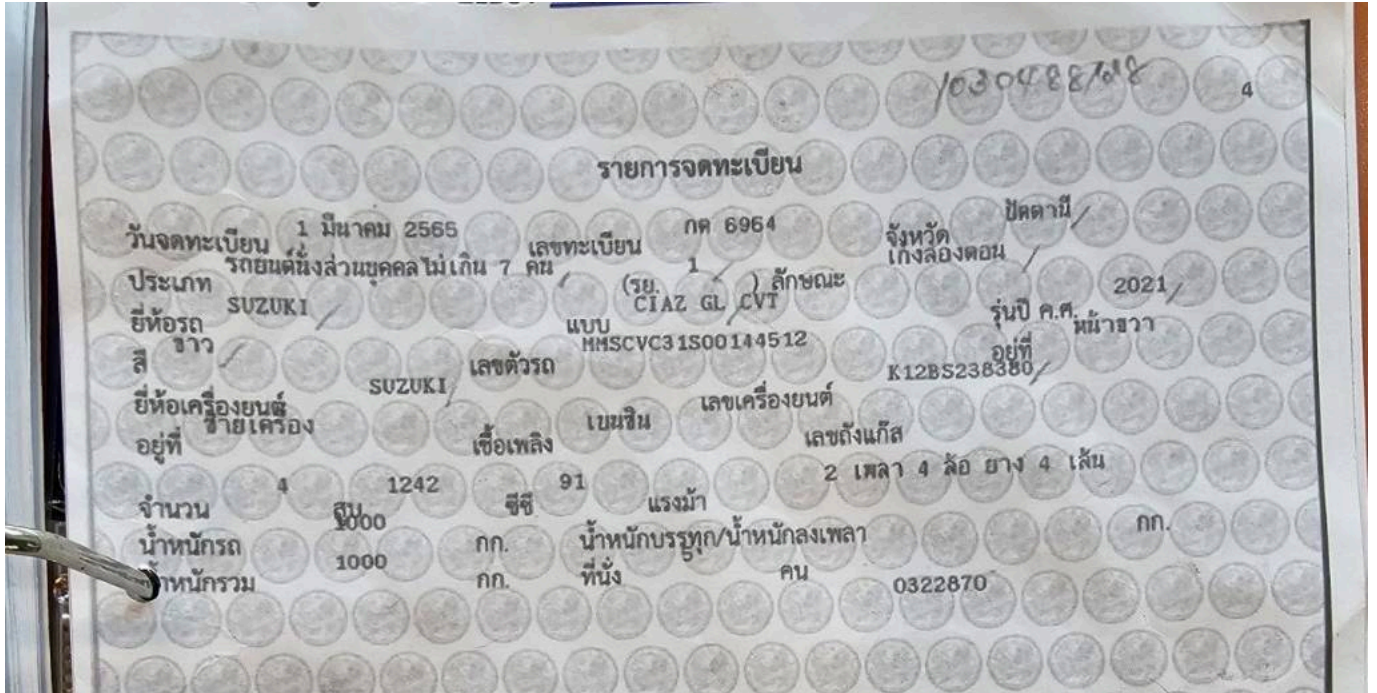 4
รายการจดทะเบียน
วันจดทะเบียน 1 มีนาคม 2565 เลขทะเบียน กต 6964 จังหวัด ปัตตานี
ประเภท รถยนต์นั่งส่วนบุคคลไม่เกิน 7 คน (รย. 1 ) ลักษณะ เก๋งสองตอน
ยี่ห้อรถ SUZUKI แบบ CIAZ GL CVT รุ่นปี ค.ศ. 2021
สี ขาว เลขตัวรถ MMSCVC31S00144512 อยู่ที่ หน้าขวา
ยี่ห้อเครื่องยนต์ SUZUKI เลขเครื่องยนต์ K12BS238380
อยู่ที่ ซ้ายเครื่อง เชื้อเพลิง เบนซิน เลขถังแก๊ส
จำนวน 4 สูบ 1242 ซีซี 91 แรงม้า 2 เพลา 4 ล้อ ยาง 4 เส้น
น้ำหนักรถ 1000 กก. น้ำหนักบรรทุก/น้ำหนักลงเพลา กก.
น้ำหนักรวม 1000 กก. ที่นั่ง 5 คน 0322870